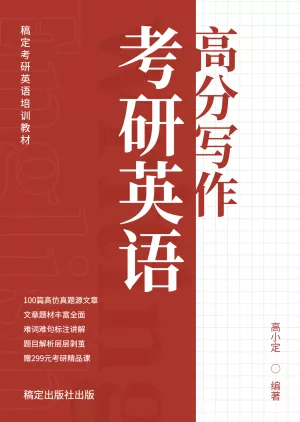 稿定考研英语培训教材
高分写作
考研英语
100篇高仿真题源文章
文章题材丰富全面
难词难句标注讲解
题目解析层层剥茧
赠299元考研精品课
高小定 ○ 编著
稿定出版社出版